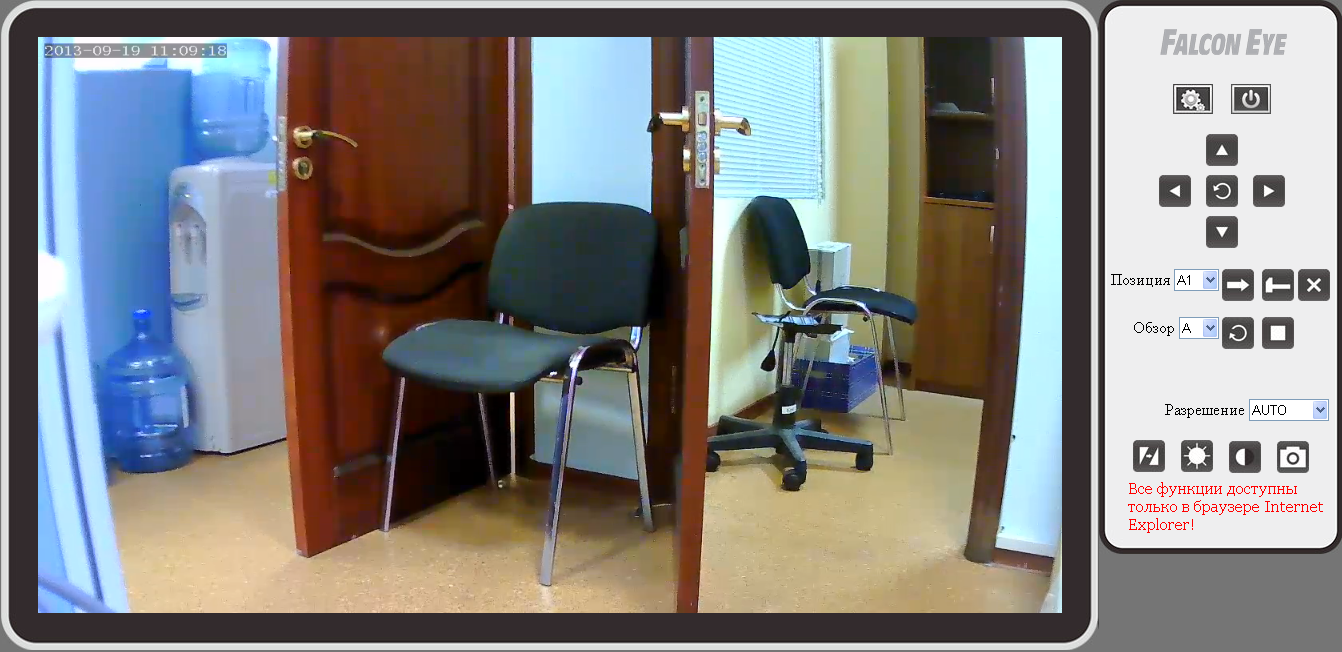 2013-09-19 11:09:18
FALCON EYE
Позиция A1
Обзор A
Разрешение AUTO
Все функции доступны
только в браузере Internet
Explorer!